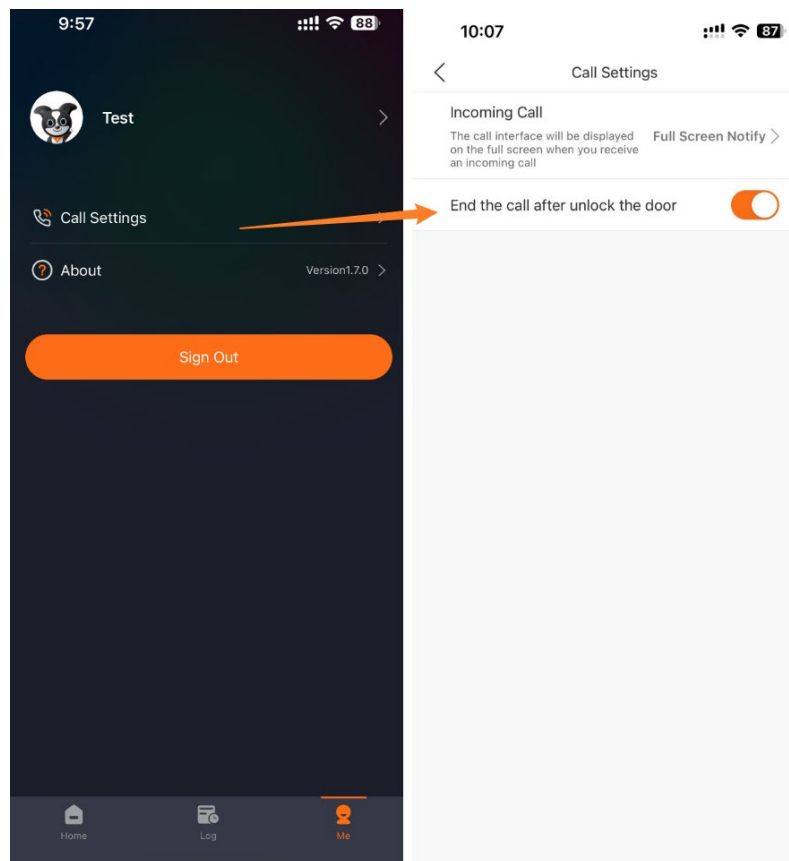 9:57
88
Test
Call Settings
About
Version1.7.0
Sign Out
Home
Log
Me
10:07
87
Call Settings
Incoming Call
The call interface will be displayed
on the full screen when you receive
an incoming call
Full Screen Notify
End the call after unlock the door